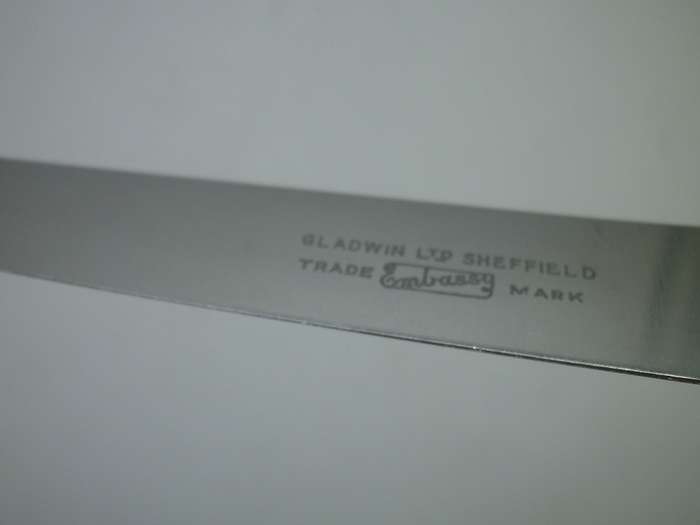 GLADWIN LTD SHEFFIELD
TRADE Embassy MARK